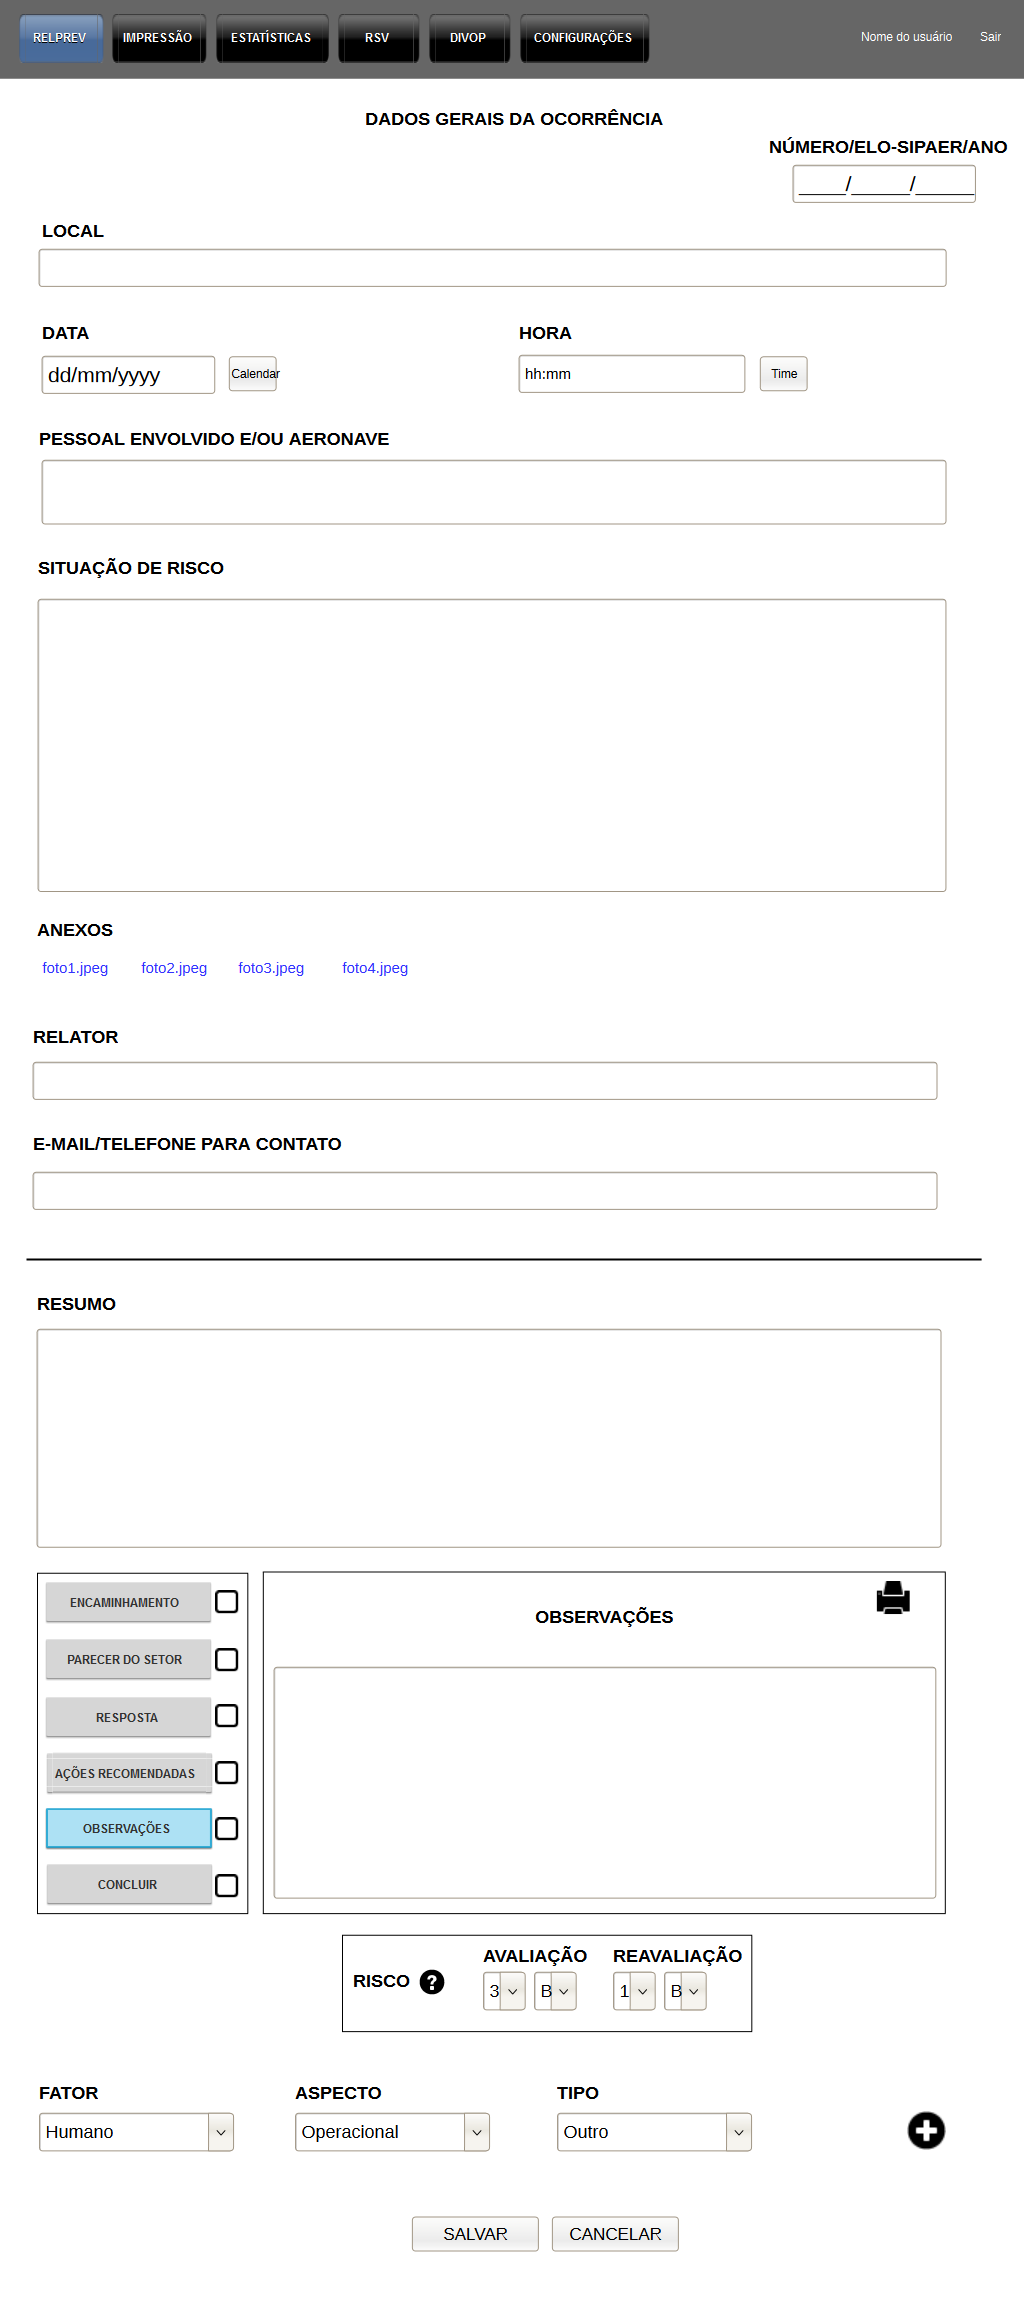 RELPREV IMPRESSÃO ESTATÍSTICAS RSV DIVOP CONFIGURAÇÕES Nome do usuário Sair
DADOS GERAIS DA OCORRÊNCIA
NÚMERO/ELO-SIPAER/ANO
____/_____/_____
LOCAL
DATA HORA
dd/mm/yyyy Calendar hh:mm Time
PESSOAL ENVOLVIDO E/OU AERONAVE
SITUAÇÃO DE RISCO
ANEXOS
foto1.jpeg foto2.jpeg foto3.jpeg foto4.jpeg
RELATOR
E-MAIL/TELEFONE PARA CONTATO
RESUMO
ENCAMINHAMENTO
PARECER DO SETOR
RESPOSTA
AÇÕES RECOMENDADAS
OBSERVAÇÕES
CONCLUIR
OBSERVAÇÕES
AVALIAÇÃO REAVALIAÇÃO
RISCO ? 3 B 1 B
FATOR ASPECTO TIPO
Humano Operacional Outro
SALVAR CANCELAR